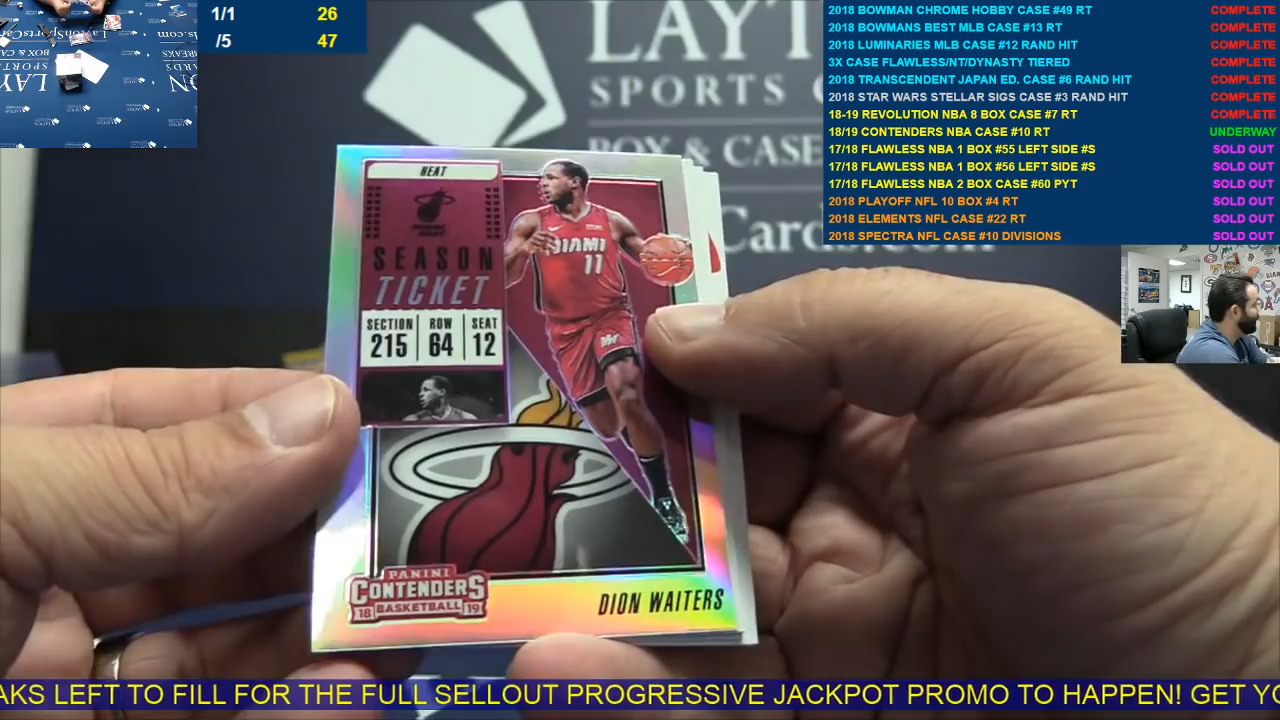 1/1 26
/5 47
2018 BOWMAN CHROME HOBBY CASE #49 RT COMPLETE
2018 BOWMANS BEST MLB CASE #13 RT COMPLETE
2018 LUMINARIES MLB CASE #12 RAND HIT COMPLETE
3X CASE FLAWLESS/NT/DYNASTY TIERED COMPLETE
2018 TRANSCENDENT JAPAN ED. CASE #6 RAND HIT COMPLETE
2018 STAR WARS STELLAR SIGS CASE #3 RAND HIT COMPLETE
18-19 REVOLUTION NBA 8 BOX CASE #7 RT COMPLETE
18/19 CONTENDERS NBA CASE #10 RT UNDERWAY
17/18 FLAWLESS NBA 1 BOX #55 LEFT SIDE #S SOLD OUT
17/18 FLAWLESS NBA 1 BOX #56 LEFT SIDE #S SOLD OUT
17/18 FLAWLESS NBA 2 BOX CASE #60 PYT SOLD OUT
2018 PLAYOFF NFL 10 BOX #4 RT SOLD OUT
2018 ELEMENTS NFL CASE #22 RT SOLD OUT
2018 SPECTRA NFL CASE #10 DIVISIONS SOLD OUT
LAYT
SPORTS C
BOX & CASE
Cards.com
HEAT
SEASON
TICKET
SECTION ROW SEAT
215 64 12
MIAMI
11
PANINI
CONTENDERS
18 BASKETBALL 19
DION WAITERS
AKS LEFT TO FILL FOR THE FULL SELLOUT PROGRESSIVE JACKPOT PROMO TO HAPPEN! GET YO